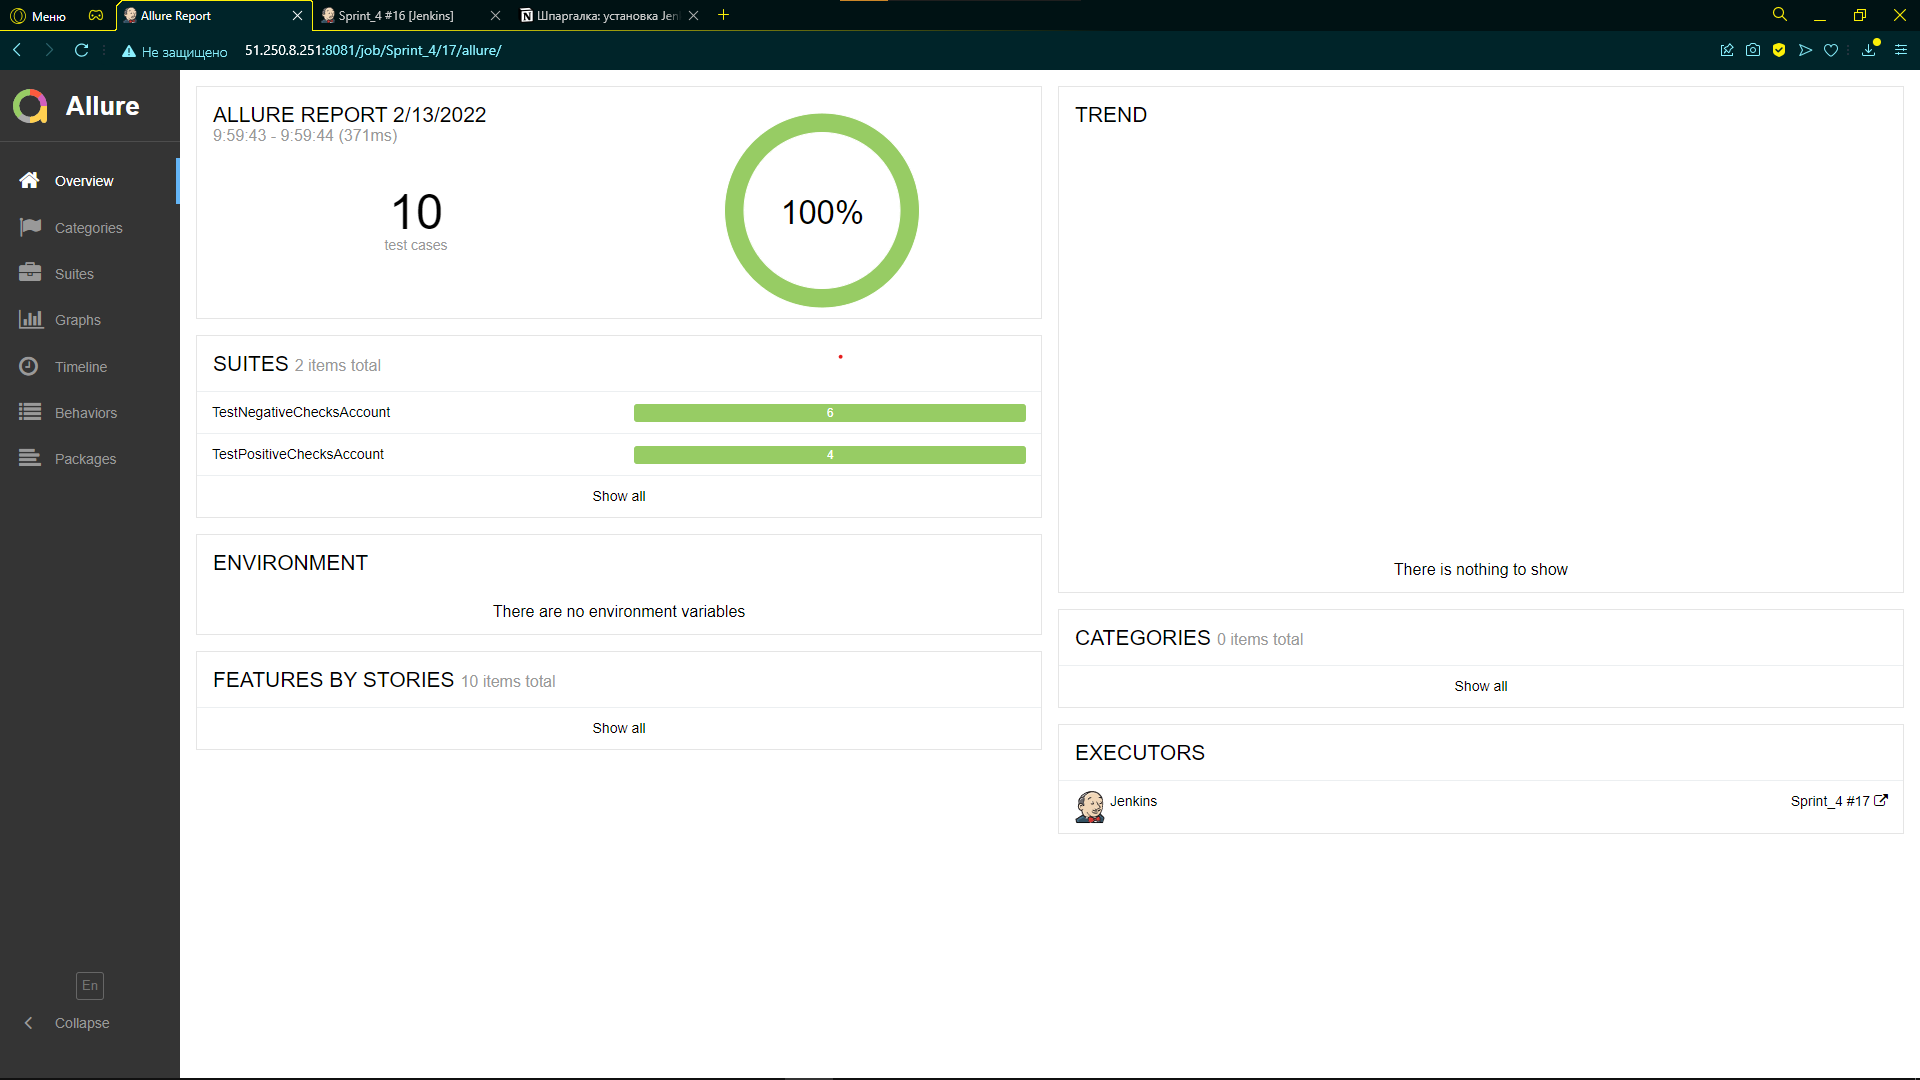 Меню
Allure Report
Sprint_4 #16 [Jenkins]
Шпаргалка: установка Jen
Не защищено
51.250.8.251:8081/job/Sprint_4/17/allure/
Allure
Overview
Categories
Suites
Graphs
Timeline
Behaviors
Packages
En
Collapse
ALLURE REPORT 2/13/2022
9:59:43 - 9:59:44 (371ms)
10
test cases
100%
SUITES 2 items total
TestNegativeChecksAccount 6
TestPositiveChecksAccount 4
Show all
ENVIRONMENT
There are no environment variables
FEATURES BY STORIES 10 items total
Show all
TREND
There is nothing to show
CATEGORIES 0 items total
Show all
EXECUTORS
Jenkins Sprint_4 #17